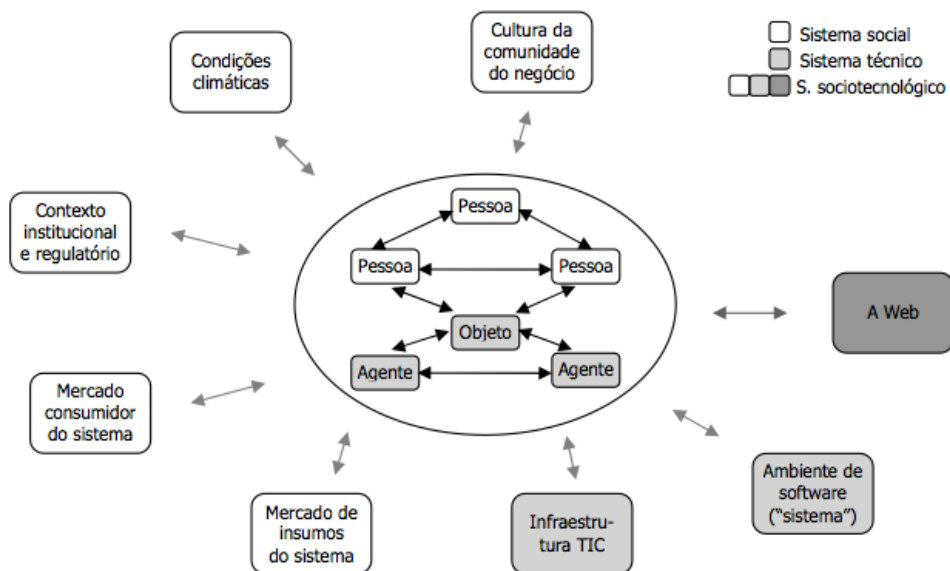 Condições
climáticas
Cultura da
comunidade
do negócio
Sistema social
Sistema técnico
S. sociotecnológico
Contexto
institucional
e regulatório
Pessoa
Pessoa
Pessoa
Objeto
Agente
Agente
A Web
Mercado
consumidor
do sistema
Mercado de
insumos
do sistema
Infraestru-
tura TIC
Ambiente de
software
(“sistema”)